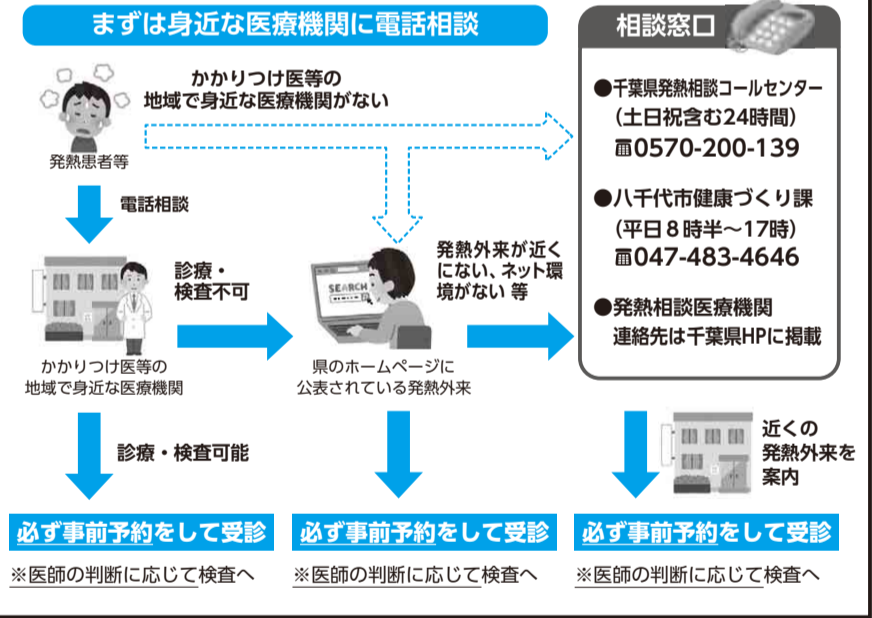 まずは身近な医療機関に電話相談
かかりつけ医等の
地域で身近な医療機関がない
発熱患者等
電話相談
診療・
検査不可
かかりつけ医等の
地域で身近な医療機関
SEARCH
発熱外来が近く
にない、ネット環
境がない 等
県のホームページに
公表されている発熱外来
診療・検査可能
相談窓口
●千葉県発熱相談コールセンター
(土日祝含む24時間)
☎0570-200-139
●八千代市健康づくり課
(平日8時半～17時)
☎047-483-4646
●発熱相談医療機関
連絡先は千葉県HPに掲載
近くの
発熱外来を
案内
必ず事前予約をして受診
※医師の判断に応じて検査へ
必ず事前予約をして受診
※医師の判断に応じて検査へ
必ず事前予約をして受診
※医師の判断に応じて検査へ